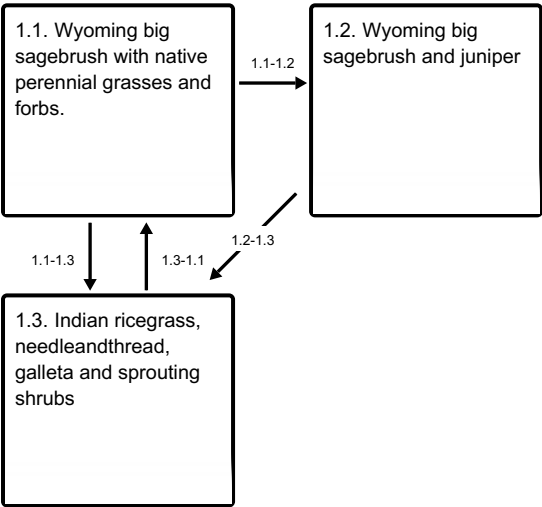 1.1. Wyoming big
sagebrush with native
perennial grasses and
forbs.
1.1-1.2
1.2. Wyoming big
sagebrush and juniper
1.1-1.3
1.3-1.1
1.2-1.3
1.3. Indian ricegrass,
needleandthread,
galleta and sprouting
shrubs